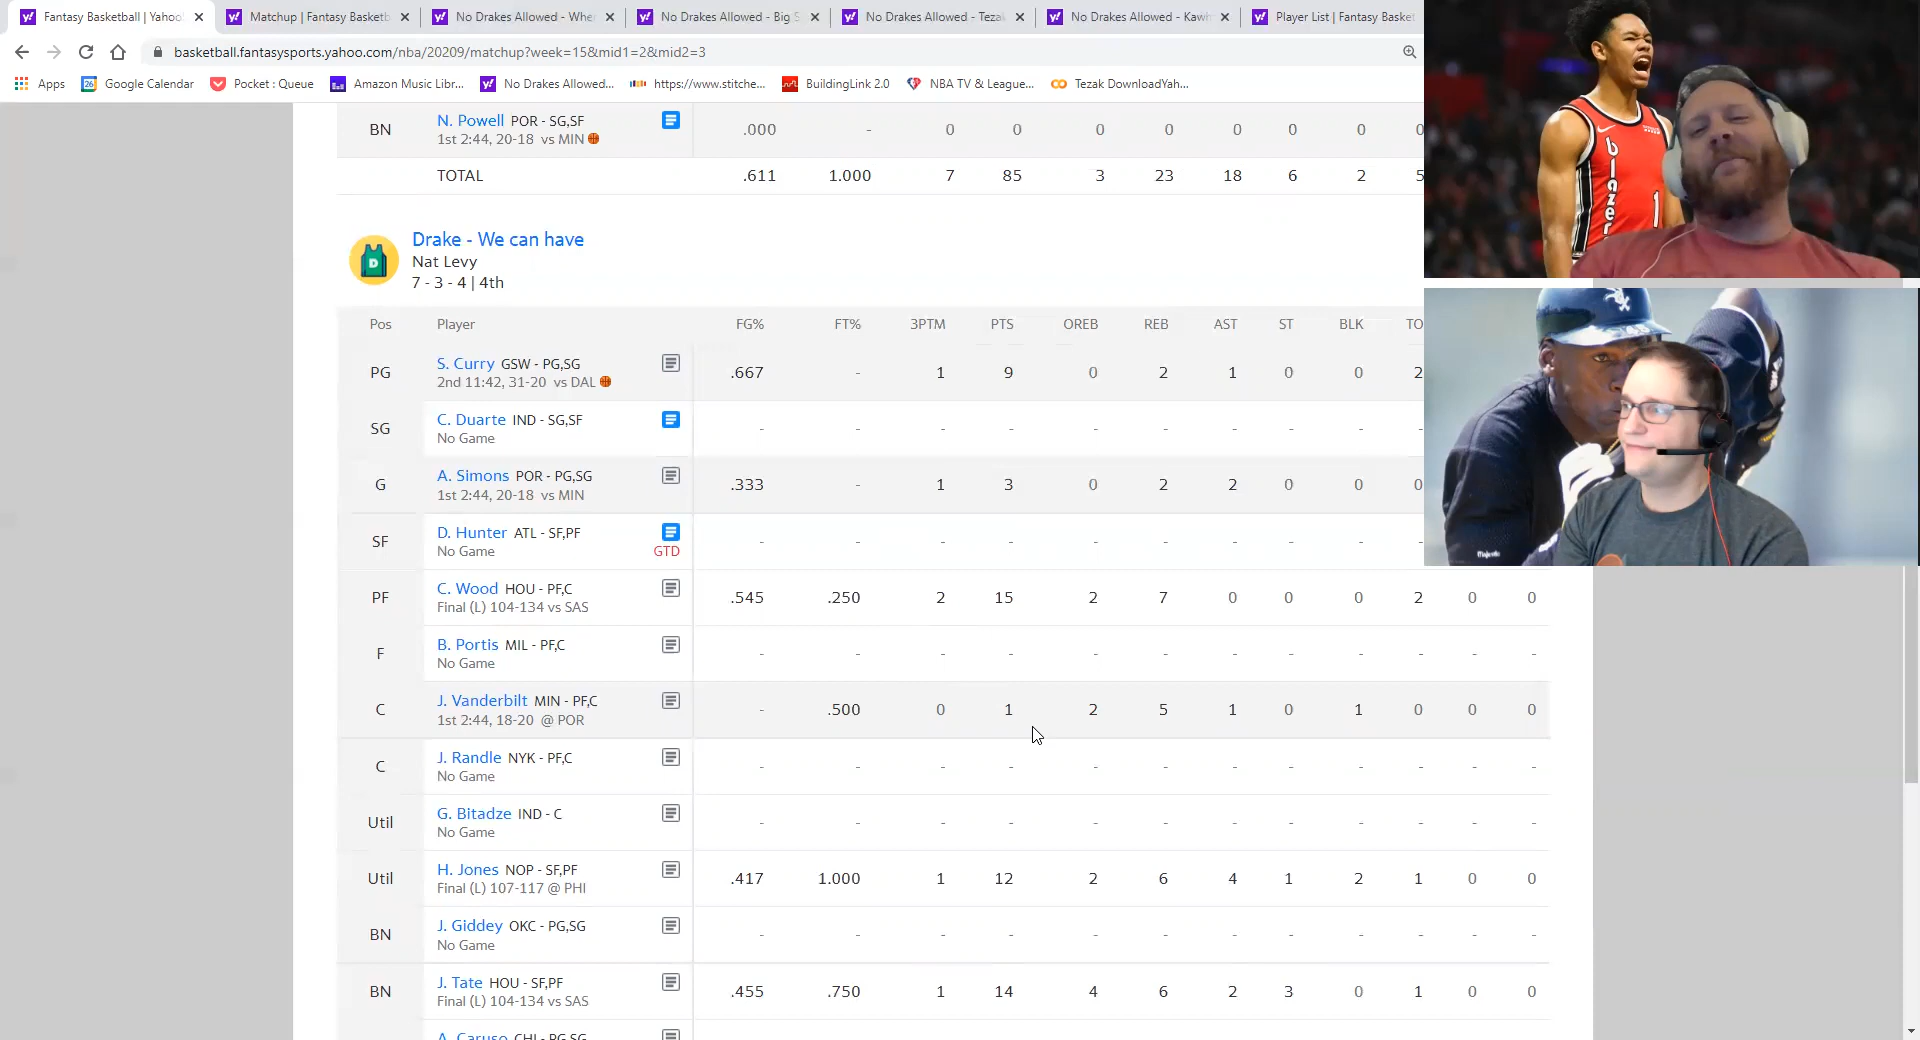 Fantasy Basketball | Yahoo! Matchup | Fantasy Basketb No Drakes Allowed - Wher No Drakes Allowed - Big S No Drakes Allowed - Tezak No Drakes Allowed - Kawh Player List | Fantasy Basket
basketball.fantasysports.yahoo.com/nba/20209/matchup?week=15&mid1=2&mid2=3
Apps Google Calendar Pocket : Queue Amazon Music Libr... No Drakes Allowed... https://www.stitche... BuildingLink 2.0 NBA TV & League... Tezak DownloadYah...
BN N. Powell POR - SG,SF .000 - 0 0 0 0 0 0 0 0
1st 2:44, 20-18 vs MIN
TOTAL .611 1.000 7 85 3 23 18 6 2 5
Drake - We can have
Nat Levy
7 - 3 - 4 | 4th
Pos Player FG% FT% 3PTM PTS OREB REB AST ST BLK TO
PG S. Curry GSW - PG,SG .667 - 1 9 0 2 1 0 0 2
2nd 11:42, 31-20 vs DAL
SG C. Duarte IND - SG,SF - - - - - - - - - -
No Game
G A. Simons POR - PG,SG .333 - 1 3 0 2 2 0 0 0
1st 2:44, 20-18 vs MIN
SF D. Hunter ATL - SF,PF - - - - - - - - - -
No Game GTD
PF C. Wood HOU - PF,C .545 .250 2 15 2 7 0 0 0 2 0 0
Final (L) 104-134 vs SAS
F B. Portis MIL - PF,C - - - - - - - - - - - -
No Game
C J. Vanderbilt MIN - PF,C - .500 0 1 2 5 1 0 1 0 0 0
1st 2:44, 18-20 @ POR
C J. Randle NYK - PF,C - - - - - - - - - - - -
No Game
Util G. Bitadze IND - C - - - - - - - - - - - -
No Game
Util H. Jones NOP - SF,PF .417 1.000 1 12 2 6 4 1 2 1 0 0
Final (L) 107-117 @ PHI
BN J. Giddey OKC - PG,SG - - - - - - - - - - - -
No Game
BN J. Tate HOU - SF,PF .455 .750 1 14 4 6 2 3 0 1 0 0
Final (L) 104-134 vs SAS
A. Caruso CHI - PG,SG
blazer
1
Majestic